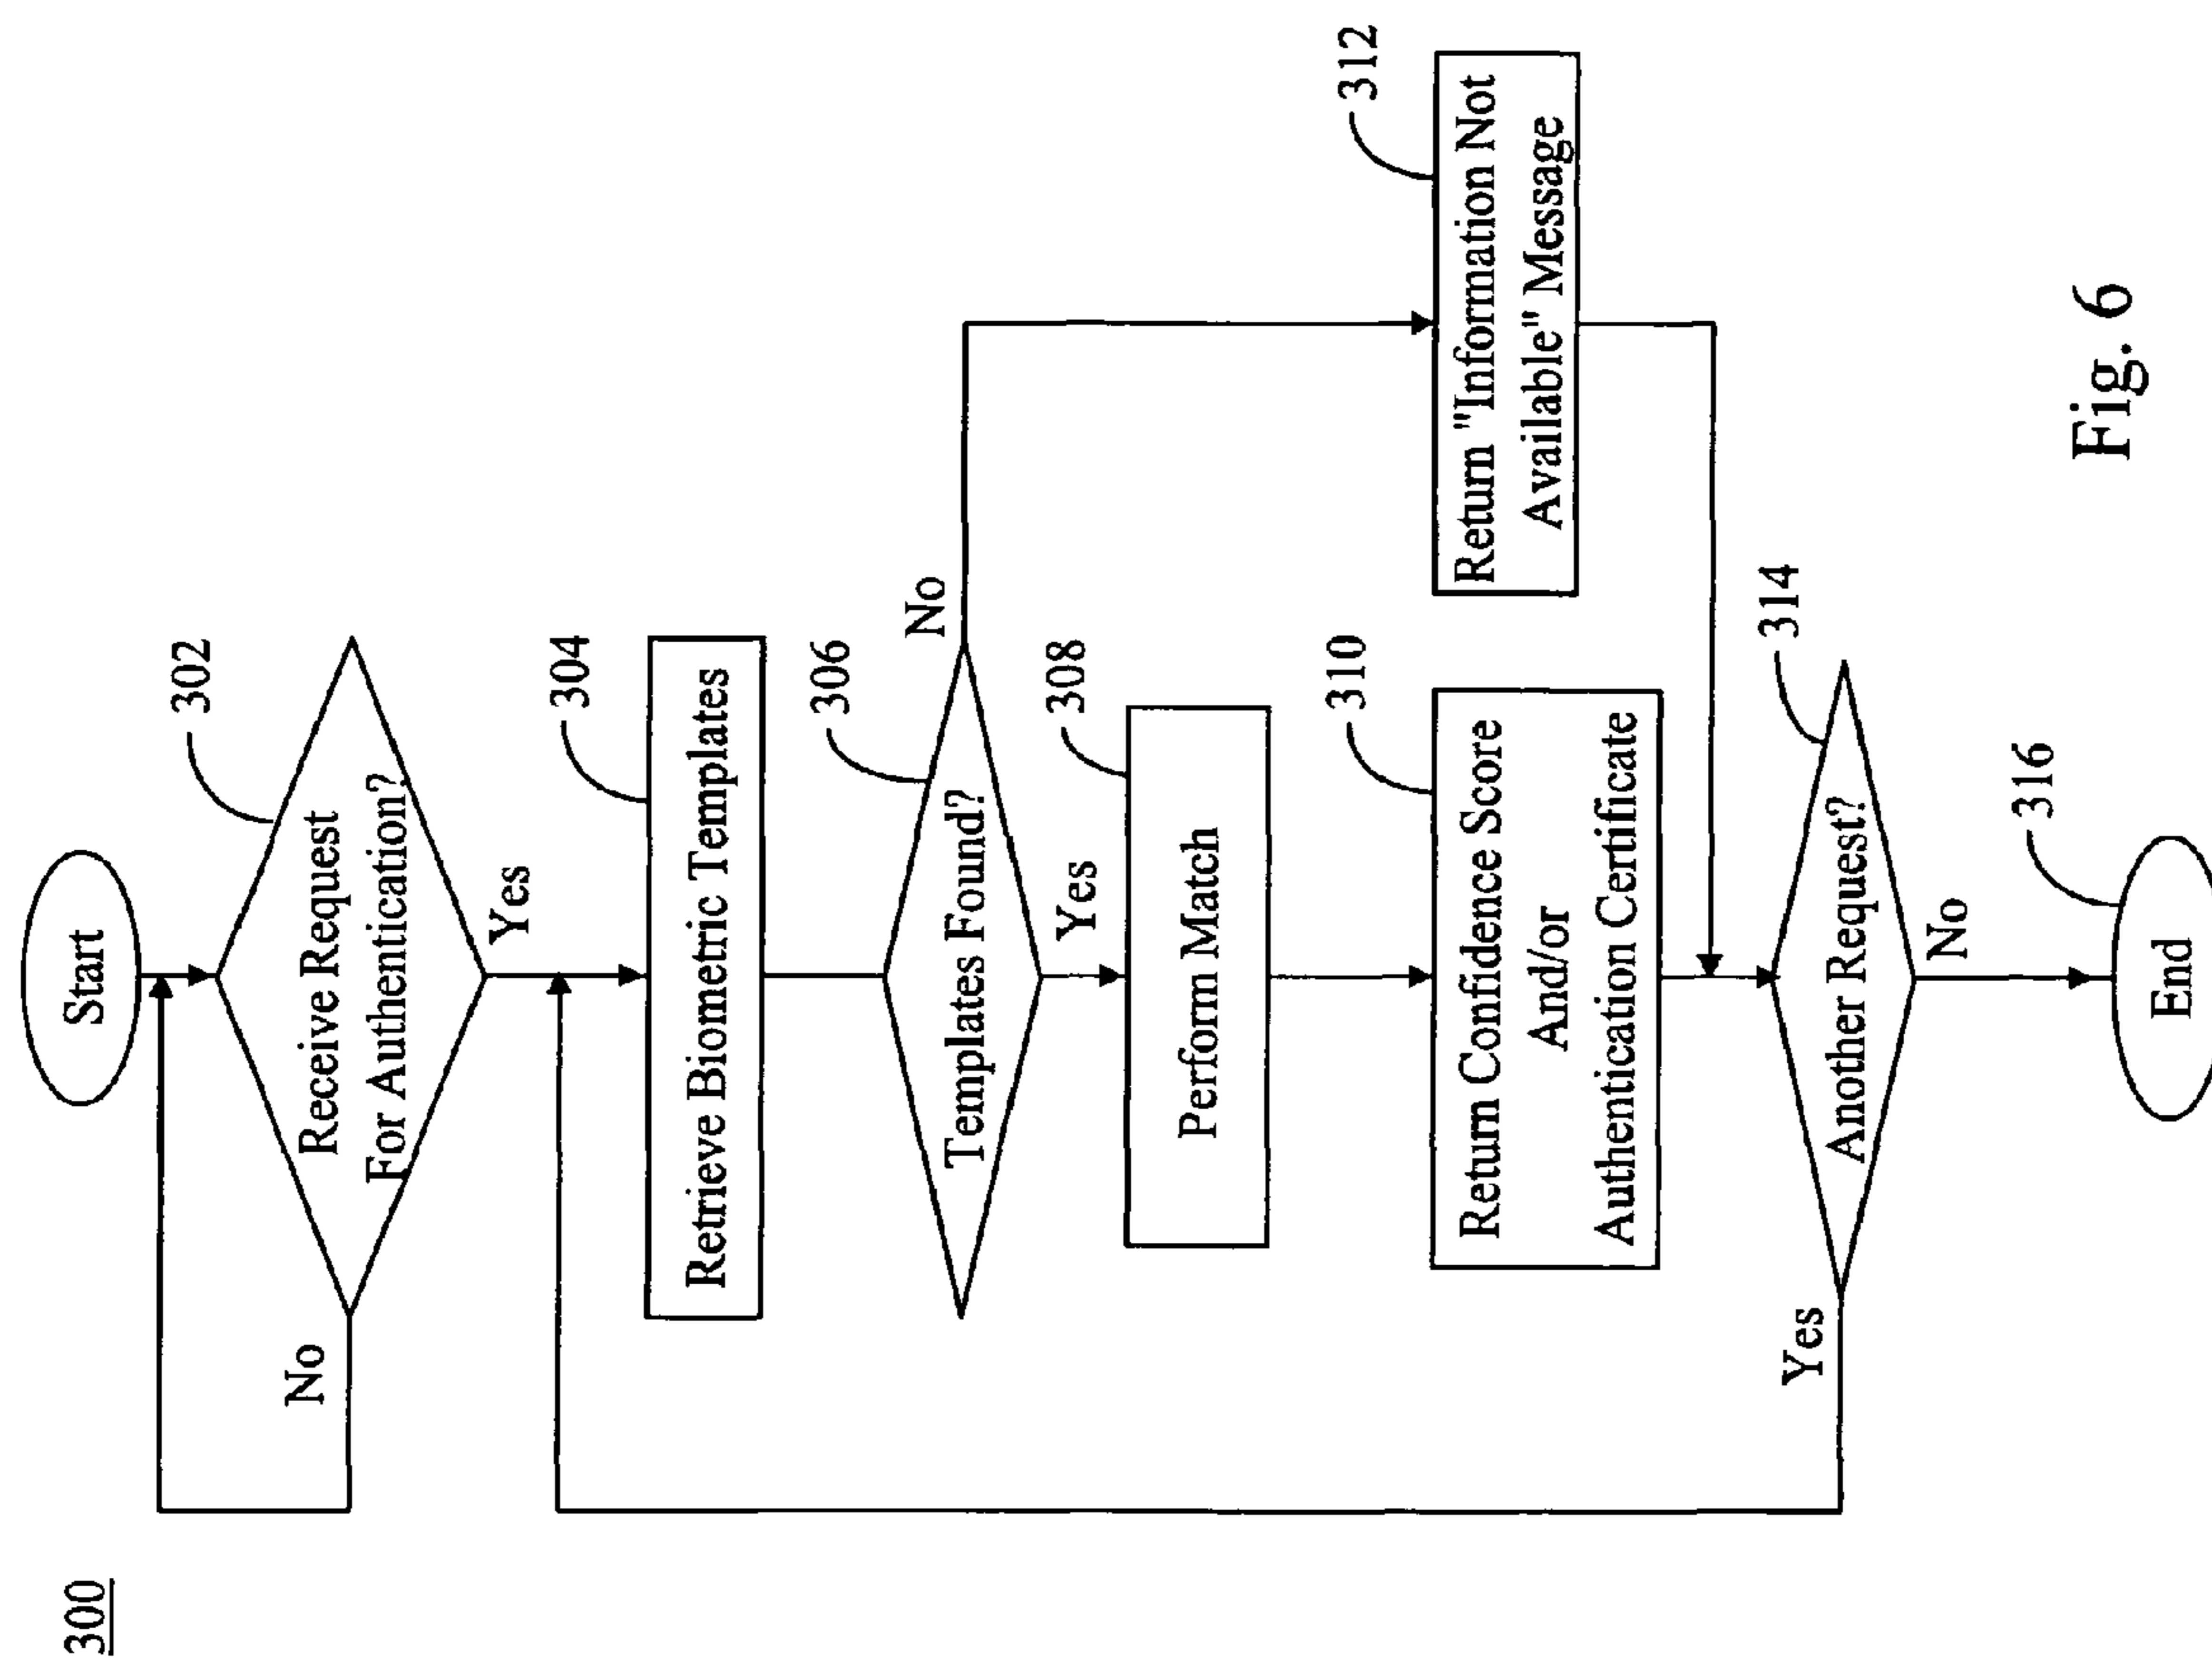 300
Start
302
Receive Request
For Authentication?
No
Yes
304
Retrieve Biometric Templates
306
Templates Found?
No
Yes
308
Perform Match
310
Return Confidence Score
And/or
Authentication Certificate
312
Return "Information Not
Available" Message
314
Another Request?
Yes
No
316
End
Fig. 6